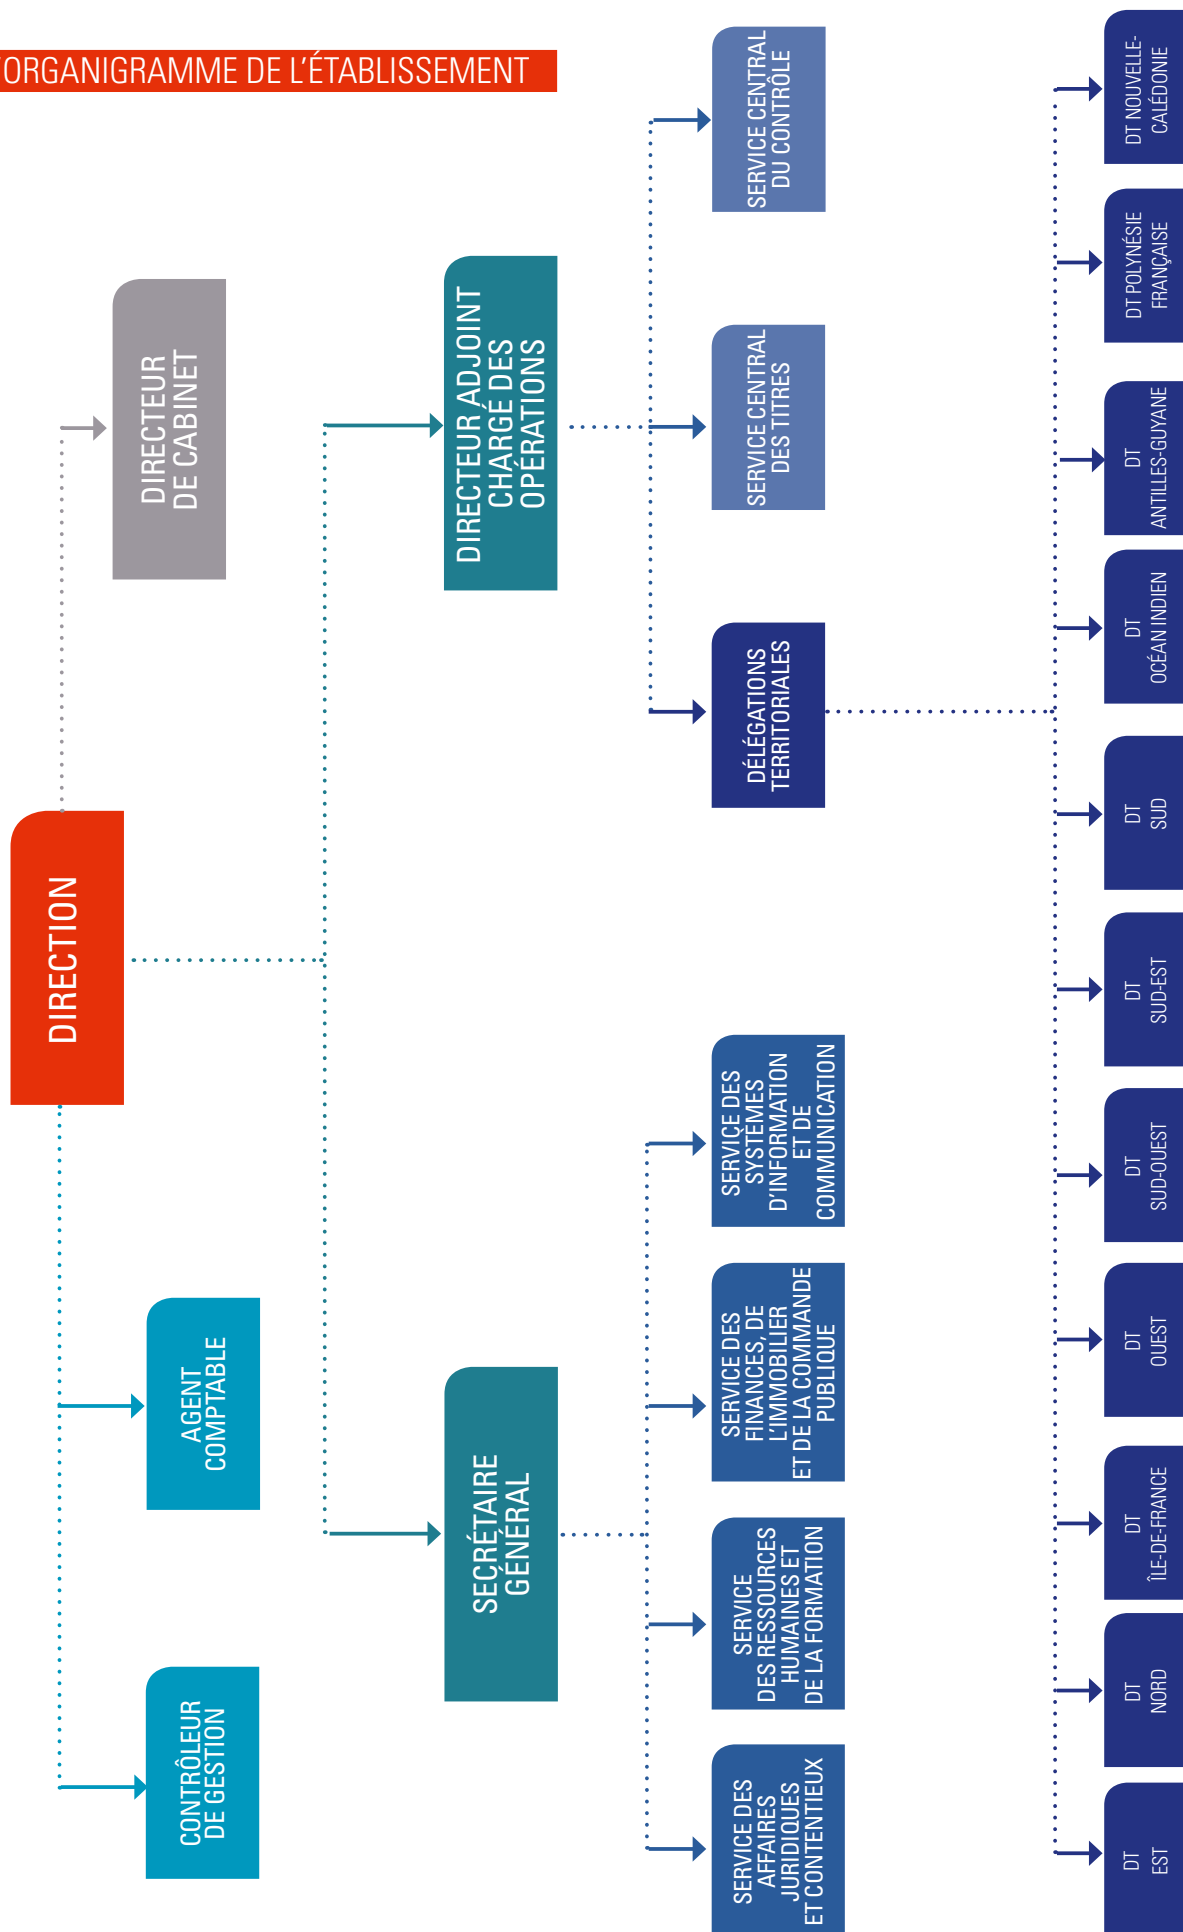 ’ORGANIGRAMME DE L’ÉTABLISSEMENT
DIRECTION
DIRECTEUR
DE CABINET
CONTRÔLEUR
DE GESTION
AGENT
COMPTABLE
SECRÉTAIRE
GÉNÉRAL
DIRECTEUR ADJOINT
CHARGÉ DES
OPÉRATIONS
SERVICE DES
AFFAIRES
JURIDIQUES
ET CONTENTIEUX
SERVICE
DES RESSOURCES
HUMAINES ET
DE LA FORMATION
SERVICE DES
FINANCES, DE
L’IMMOBILIER
ET DE LA COMMANDE
PUBLIQUE
SERVICE DES
SYSTÈMES
D’INFORMATION
ET DE
COMMUNICATION
DÉLÉGATIONS
TERRITORIALES
SERVICE CENTRAL
DES TITRES
SERVICE CENTRAL
DU CONTRÔLE
DT
EST
DT
NORD
DT
ÎLE-DE-FRANCE
DT
OUEST
DT
SUD-OUEST
DT
SUD-EST
DT
SUD
DT
OCÉAN INDIEN
DT
ANTILLES-GUYANE
DT POLYNÉSIE
FRANÇAISE
DT NOUVELLE-
CALÉDONIE